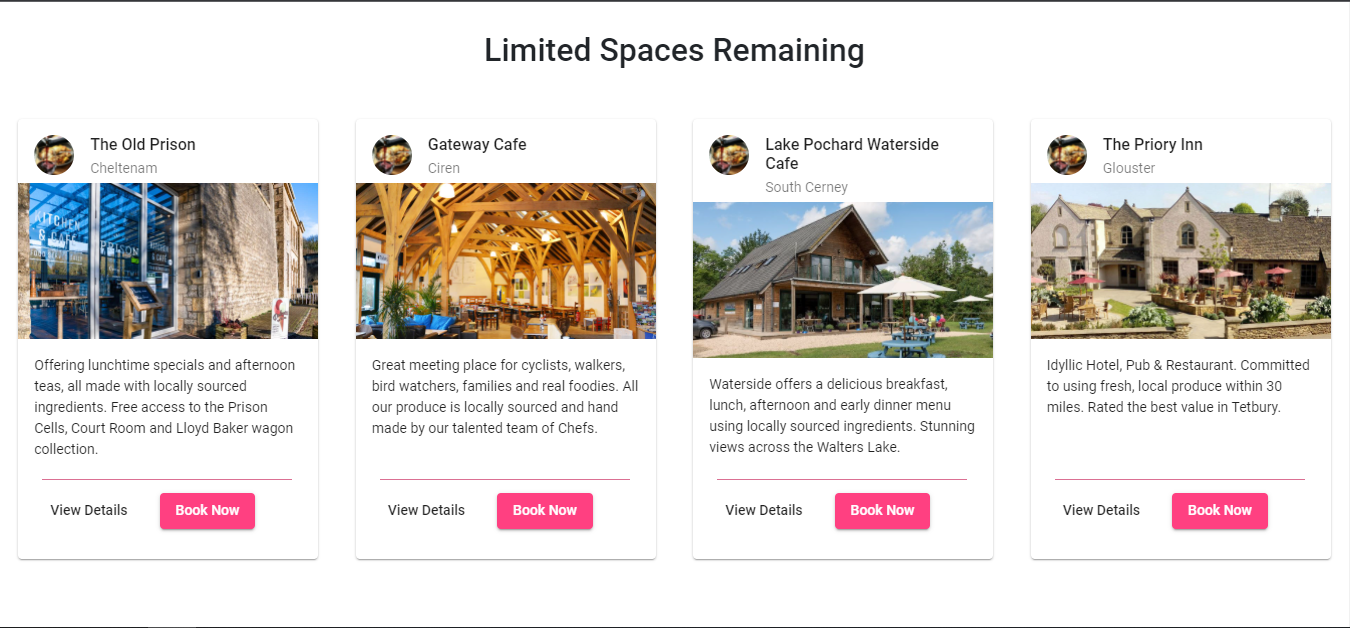 Limited Spaces Remaining
The Old Prison
Cheltenam
KITCHEN
& CAFE
PRISON
Offering lunchtime specials and afternoon
teas, all made with locally sourced
ingredients. Free access to the Prison
Cells, Court Room and Lloyd Baker wagon
collection.
View Details
Book Now
Gateway Cafe
Ciren
Great meeting place for cyclists, walkers,
bird watchers, families and real foodies. All
our produce is locally sourced and hand
made by our talented team of Chefs.
View Details
Book Now
Lake Pochard Waterside
Cafe
South Cerney
Waterside offers a delicious breakfast,
lunch, afternoon and early dinner menu
using locally sourced ingredients. Stunning
views across the Walters Lake.
View Details
Book Now
The Priory Inn
Glouster
Idyllic Hotel, Pub & Restaurant. Committed
to using fresh, local produce within 30
miles. Rated the best value in Tetbury.
View Details
Book Now